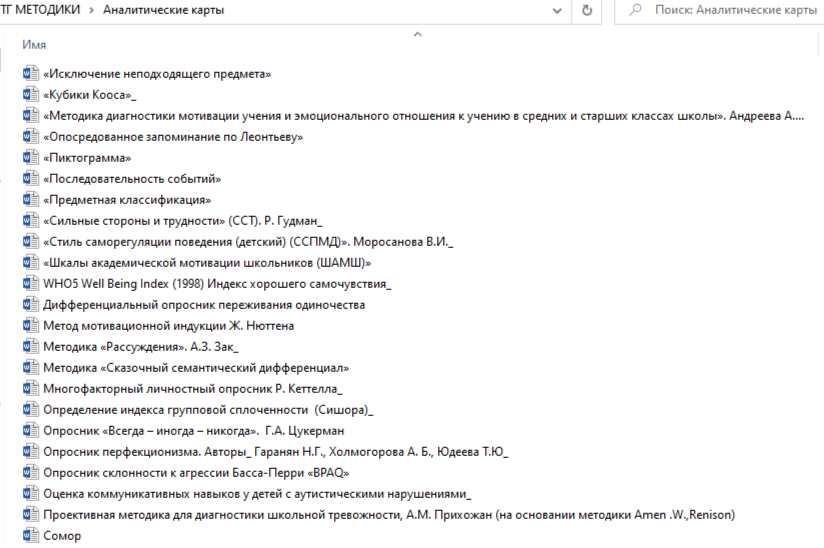 ТГ МЕТОДИКИ > Аналитические карты
Поиск: Аналитические карты
Имя
«Исключение неподходящего предмета»
«Кубики Кооса»_
«Методика диагностики мотивации учения и эмоционального отношения к учению в средних и старших классах школы». Андреева А....
«Опосредованное запоминание по Леонтьеву»
«Пиктограмма»
«Последовательность событий»
«Предметная классификация»
«Сильные стороны и трудности» (ССТ). Р. Гудман_
«Стиль саморегуляции поведения (детский) (ССПМД)». Моросанова В.И._
«Шкалы академической мотивации школьников (ШАМШ)»
WHO5 Well Being Index (1998) Индекс хорошего самочувствия_
Дифференциальный опросник переживания одиночества
Метод мотивационной индукции Ж. Нюттена
Методика «Рассуждения». А.З. Зак_
Методика «Сказочный семантический дифференциал»
Многофакторный личностный опросник Р. Кеттелла_
Определение индекса групповой сплоченности (Сишора)_
Опросник «Всегда – иногда – никогда». Г.А. Цукерман
Опросник перфекционизма. Авторы_ Гаранян Н.Г., Холмогорова А. Б., Юдеева Т.Ю_
Опросник склонности к агрессии Басса-Перри «BPAQ»
Оценка коммуникативных навыков у детей с аутистическими нарушениями_
Проективная методика для диагностики школьной тревожности, А.М. Прихожан (на основании методики Amen .W.,Renison)
Сомор